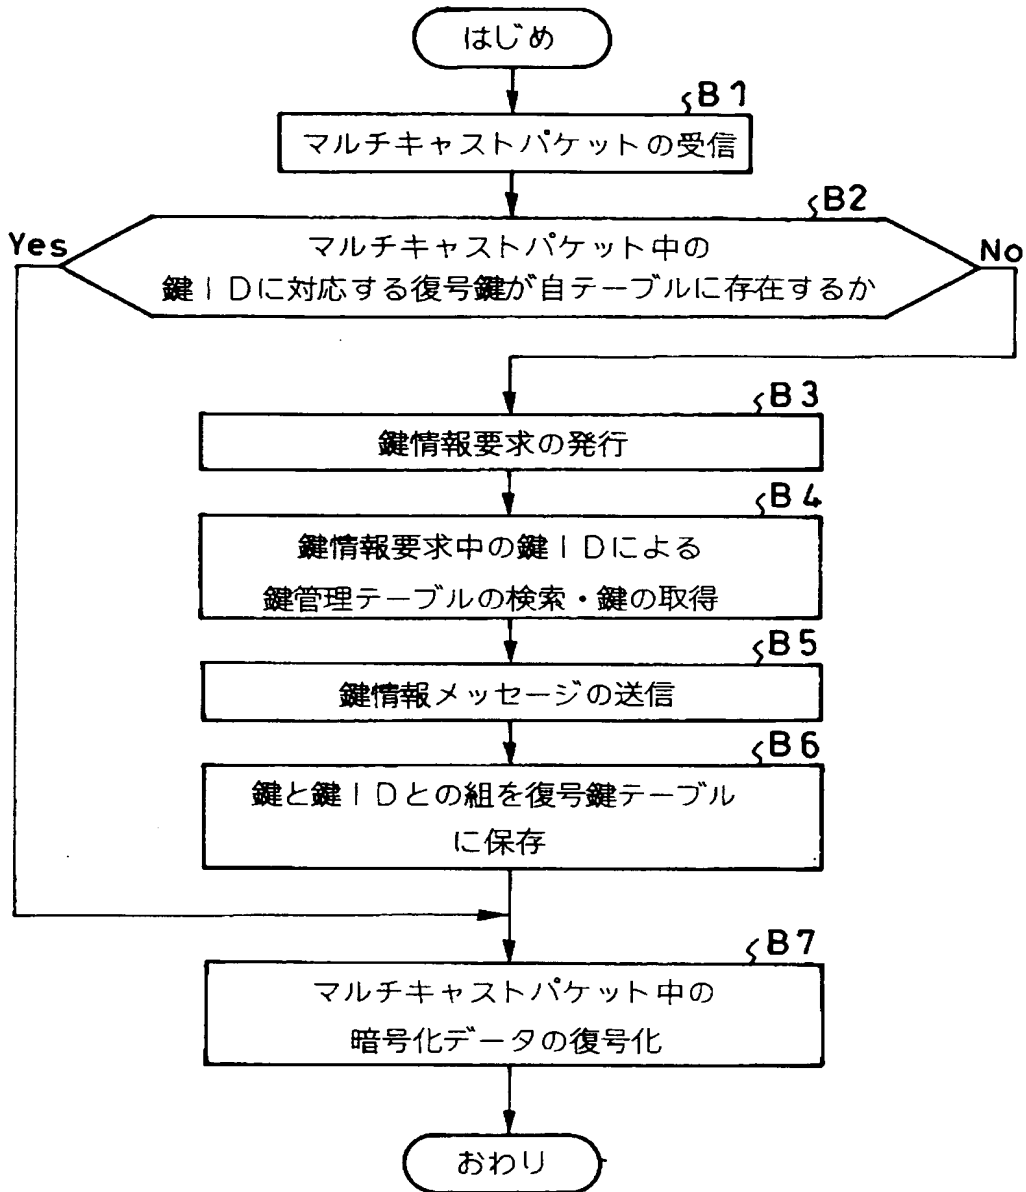 はじめ
B1
マルチキャストパケットの受信
B2
Yes
マルチキャストパケット中の
No
鍵IDに対応する復号鍵が自テーブルに存在するか
B3
鍵情報要求の発行
B4
鍵情報要求中の鍵IDによる
鍵管理テーブルの検索・鍵の取得
B5
鍵情報メッセージの送信
B6
鍵と鍵IDとの組を復号鍵テーブル
に保存
B7
マルチキャストパケット中の
暗号化データの復号化
おわり